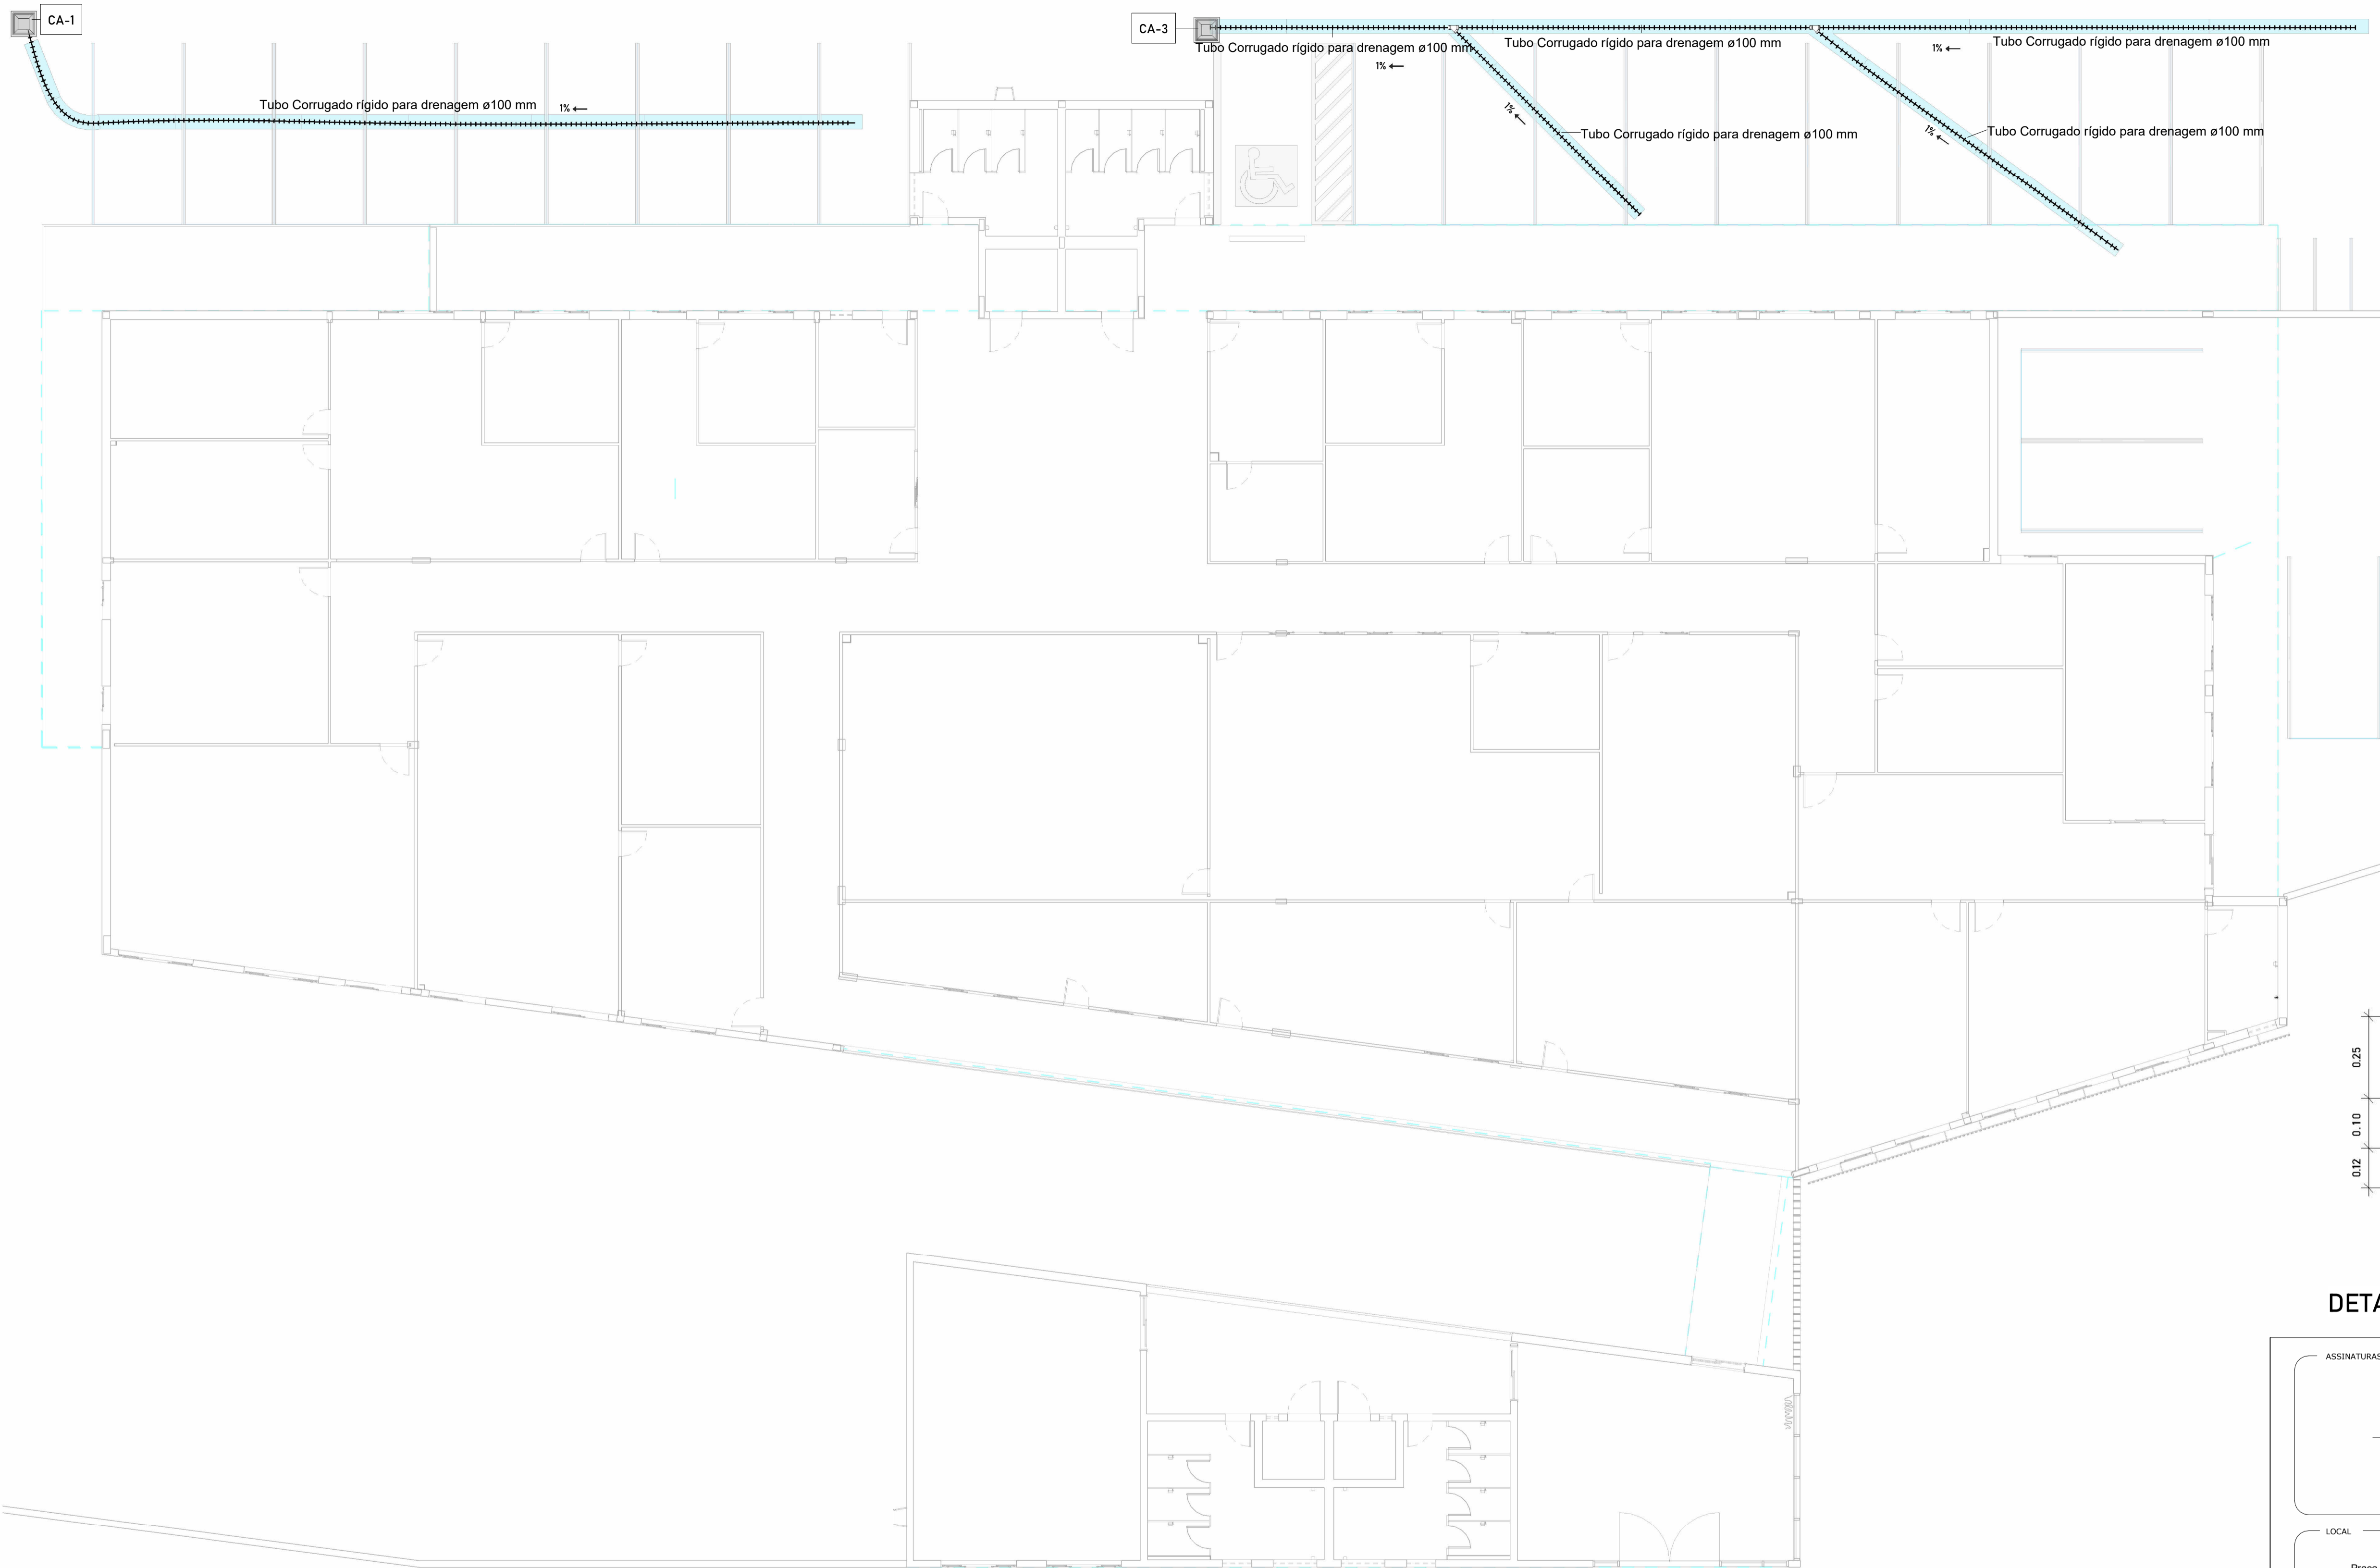 CA-1
CA-3
Tubo Corrugado rígido para drenagem ø100 mm
Tubo Corrugado rígido para drenagem ø100 mm
Tubo Corrugado rígido para drenagem ø100 mm
1%
1%
Tubo Corrugado rígido para drenagem ø100 mm
1%
1%
Tubo Corrugado rígido para drenagem ø100 mm
1%
Tubo Corrugado rígido para drenagem ø100 mm
0.25
0.10
0.12
DETA
ASSINATURAS
LOCAL